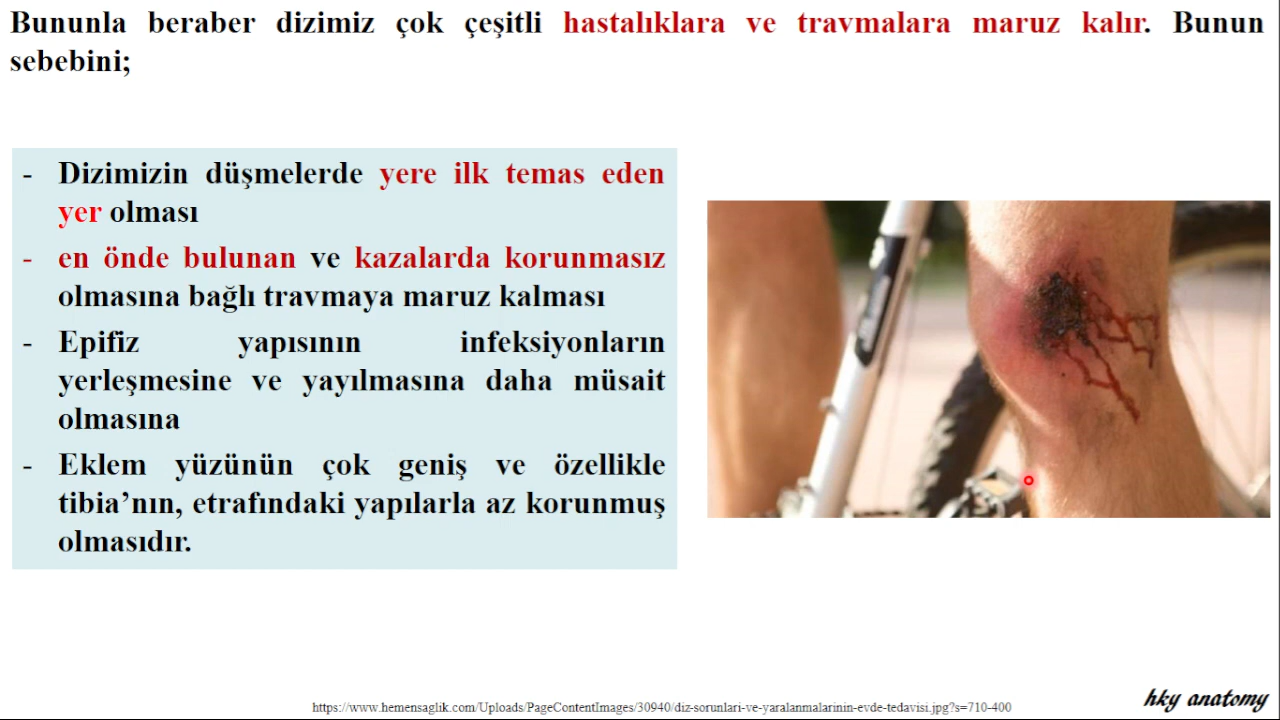 Bununla beraber dizimiz çok çeşitli hastalıklara ve travmalara maruz kalır. Bunun
sebebini;
- Dizimizin düşmelerde yere ilk temas eden
yer olması
- en önde bulunan ve kazalarda korunmasız
olmasına bağlı travmaya maruz kalması
- Epifiz yapısının infeksiyonların
yerleşmesine ve yayılmasına daha müsait
olmasına
- Eklem yüzünün çok geniş ve özellikle
tibia’nın, etrafındaki yapılarla az korunmuş
olmasıdır.
https://www.hemensaglik.com/Uploads/PageContentImages/30940/diz-sorunlari-ve-yaralanmalarinin-evde-tedavisi.jpg?s=710-400
hky anatomy